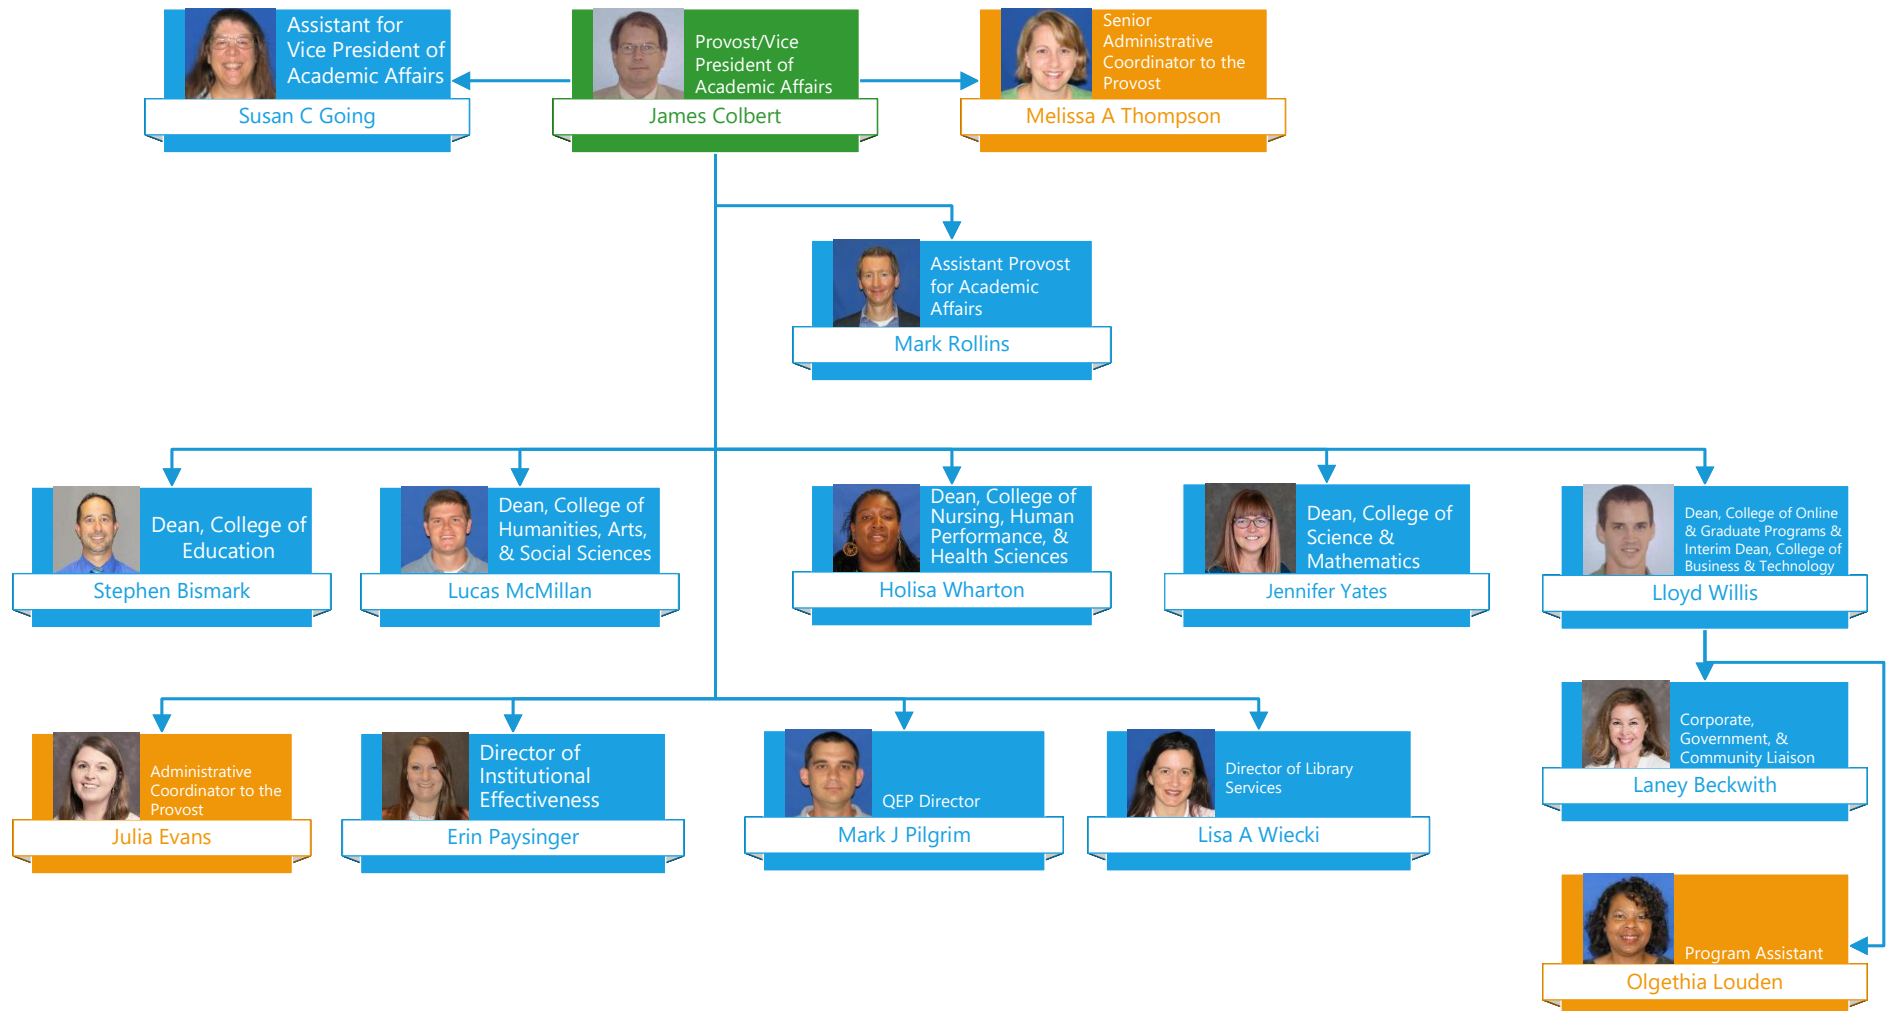 Assistant for
Vice President of
Academic Affairs
Susan C Going
Provost/Vice
President of
Academic Affairs
James Colbert
Senior
Administrative
Coordinator to the
Provost
Melissa A Thompson
Assistant Provost
for Academic
Affairs
Mark Rollins
Dean, College of
Education
Stephen Bismark
Dean, College of
Humanities, Arts,
& Social Sciences
Lucas McMillan
Dean, College of
Nursing, Human
Performance, &
Health Sciences
Holisa Wharton
Dean, College of
Science &
Mathematics
Jennifer Yates
Dean, College of Online
& Graduate Programs &
Interim Dean, College of
Business & Technology
Lloyd Willis
Administrative
Coordinator to the
Provost
Julia Evans
Director of
Institutional
Effectiveness
Erin Paysinger
QEP Director
Mark J Pilgrim
Director of Library
Services
Lisa A Wiecki
Corporate,
Government, &
Community Liaison
Laney Beckwith
Program Assistant
Olgethia Louden